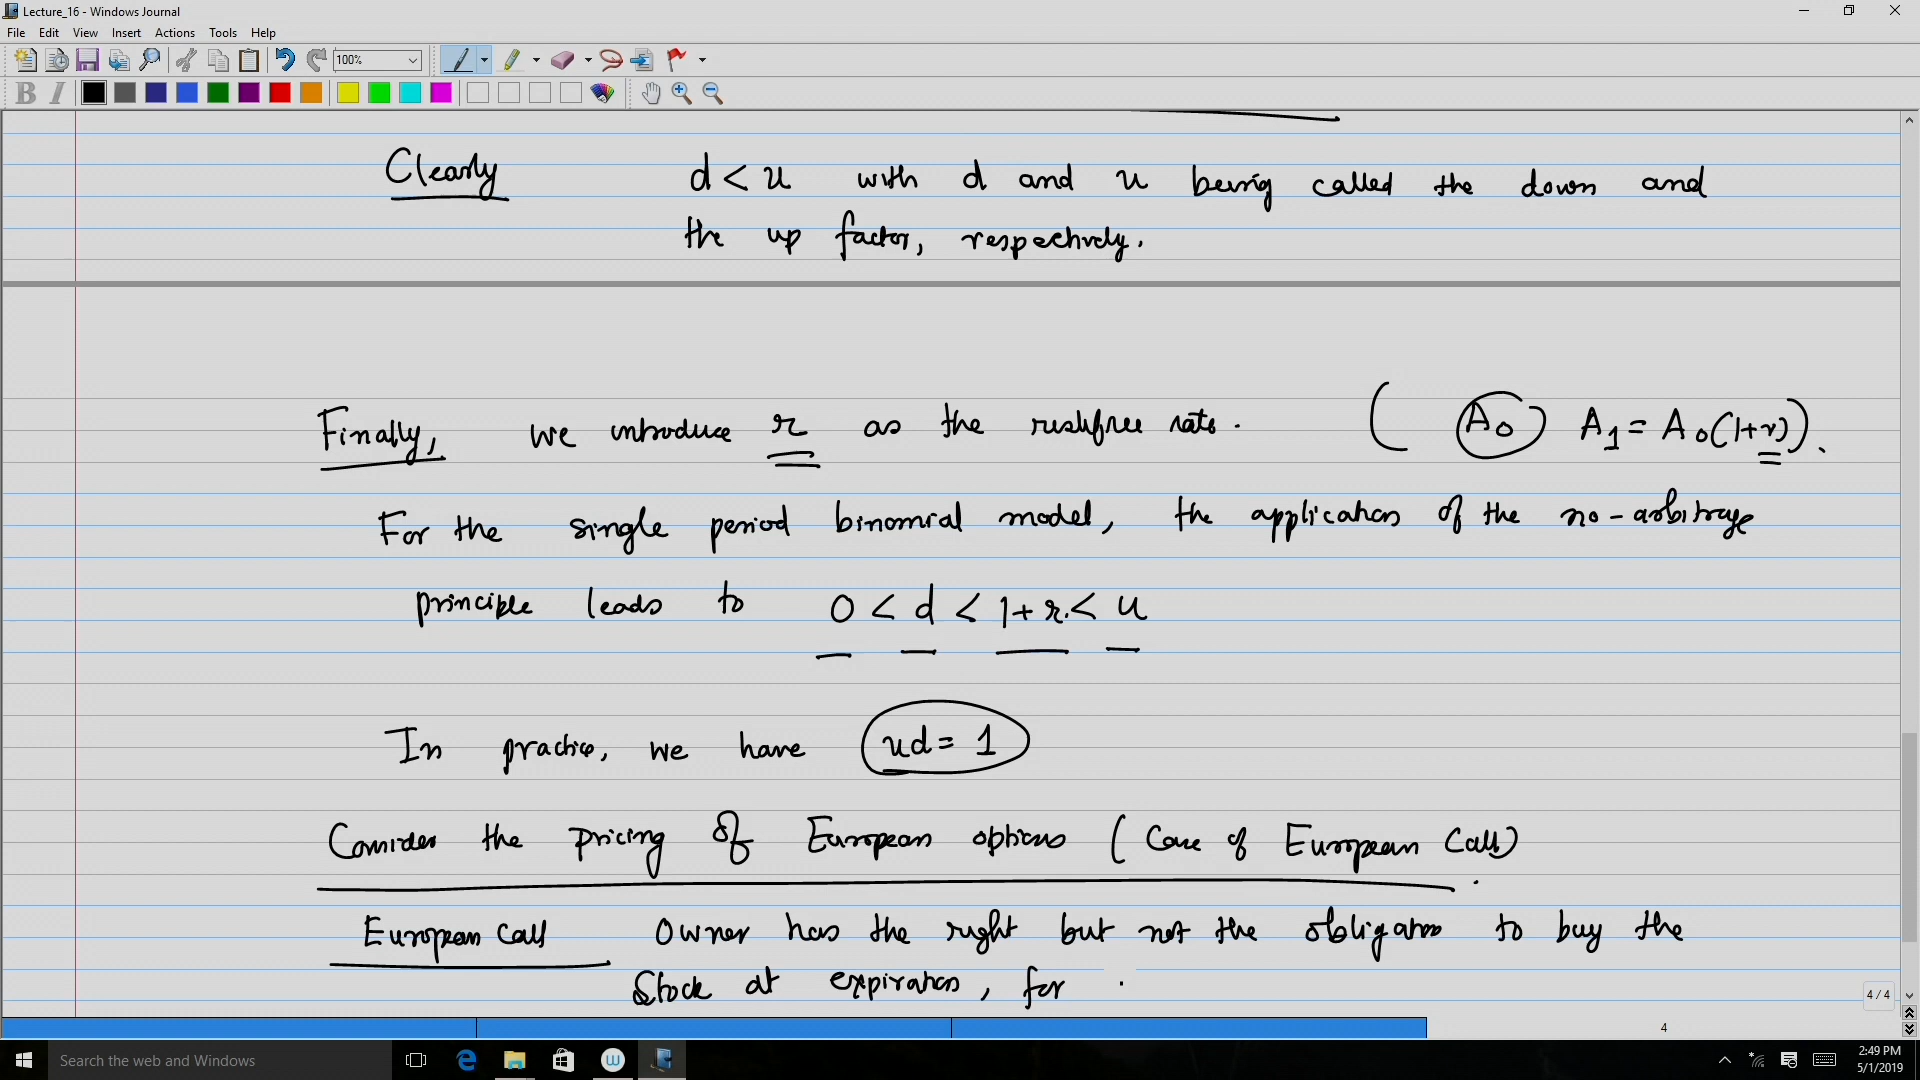 Lecture_16 - Windows Journal
File Edit View Insert Actions Tools Help
100%
Clearly d < u with d and u being called the down and
the up factor, respectively.
Finally, we introduce r as the riskfree rate. ( A0 A1 = A0(1+r)).
For the single period binomial model, the application of the no-arbitrage
principle leads to 0 < d < 1+r < u
In practice, we have ud = 1
Consider the pricing of European options (Case of European Call).
European Call Owner has the right but not the obligation to buy the
Stock at expiration, for
4 / 4
4
Search the web and Windows
2:49 PM
5/1/2019